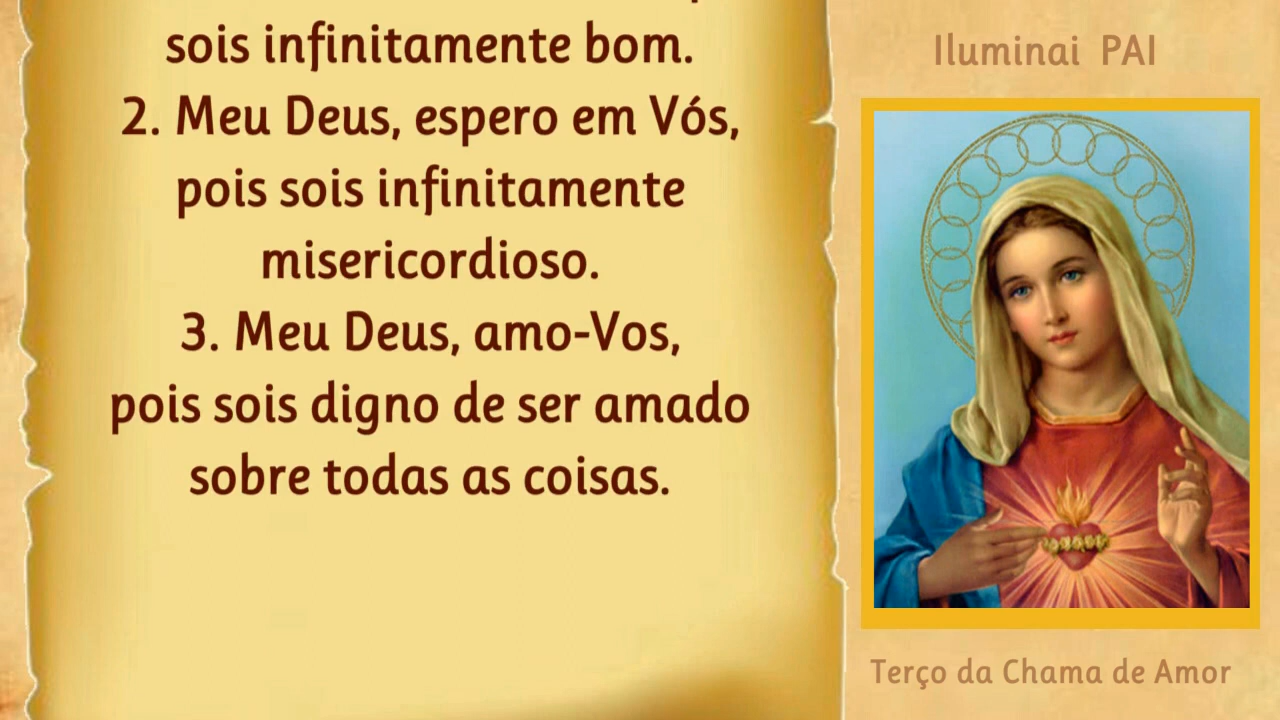 sois infinitamente bom.
2. Meu Deus, espero em Vós,
pois sois infinitamente
misericordioso.
3. Meu Deus, amo-Vos,
pois sois digno de ser amado
sobre todas as coisas.
Iluminai PAI
Terço da Chama de Amor